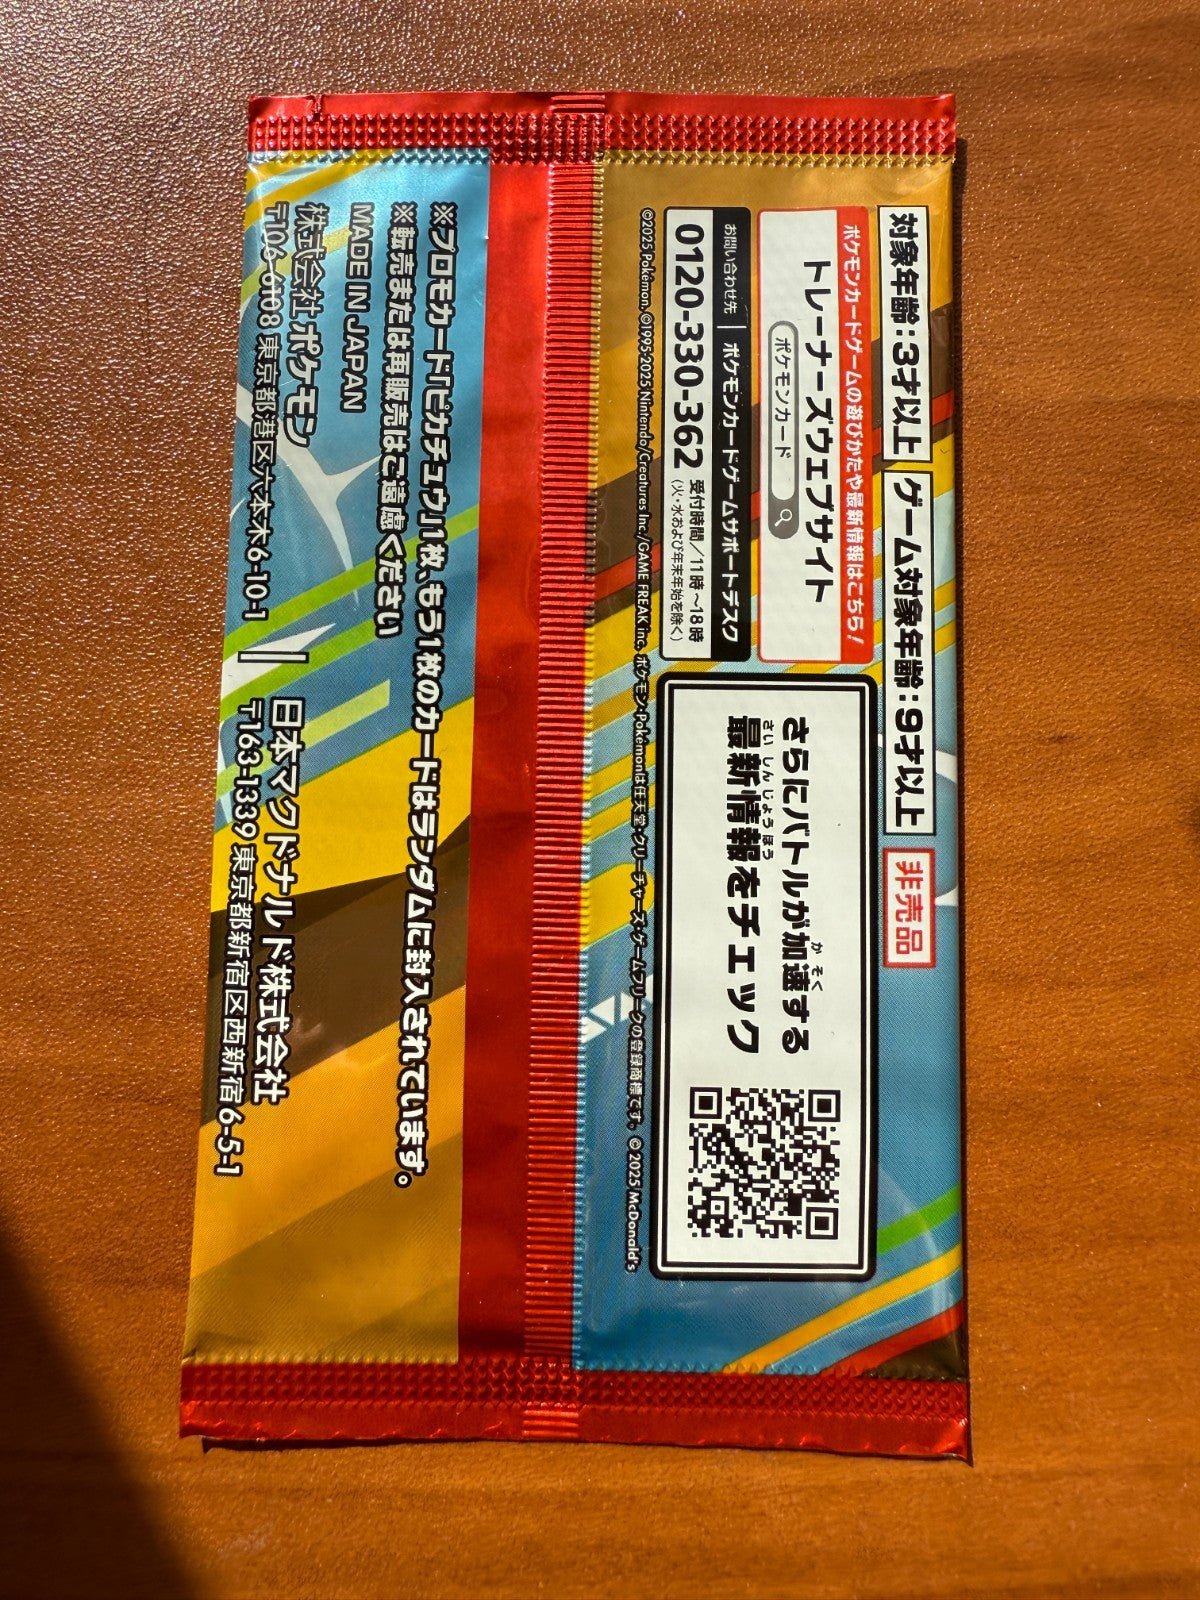 対象年齢:3才以上 ゲーム対象年齢:9才以上 非売品
ポケモンカードゲームの遊びかたや最新情報はこちら!
トレーナーズウェブサイト
ポケモンカード
お問い合わせ先 ポケモンカードゲームサポートデスク
0120-330-362 受付時間/11時~18時
(火・水および年末年始を除く)
さらにバトルが加速する
かそく
最新情報をチェック
さいしんじょうほう
©2025 Pokémon. ©1995-2025 Nintendo/Creatures Inc./GAME FREAK inc. ポケモン・Pokémonは任天堂・クリーチャーズ・ゲームフリークの登録商標です。 ©2025 McDonald's
※プロモカード「ピカチュウ」1枚、もう1枚のカードはランダムに封入されています。
※転売または再販売はご遠慮ください
MADE IN JAPAN
株式会社ポケモン
〒106-6108 東京都港区六本木6-10-1
日本マクドナルド株式会社
〒163-1339 東京都新宿区西新宿6-5-1